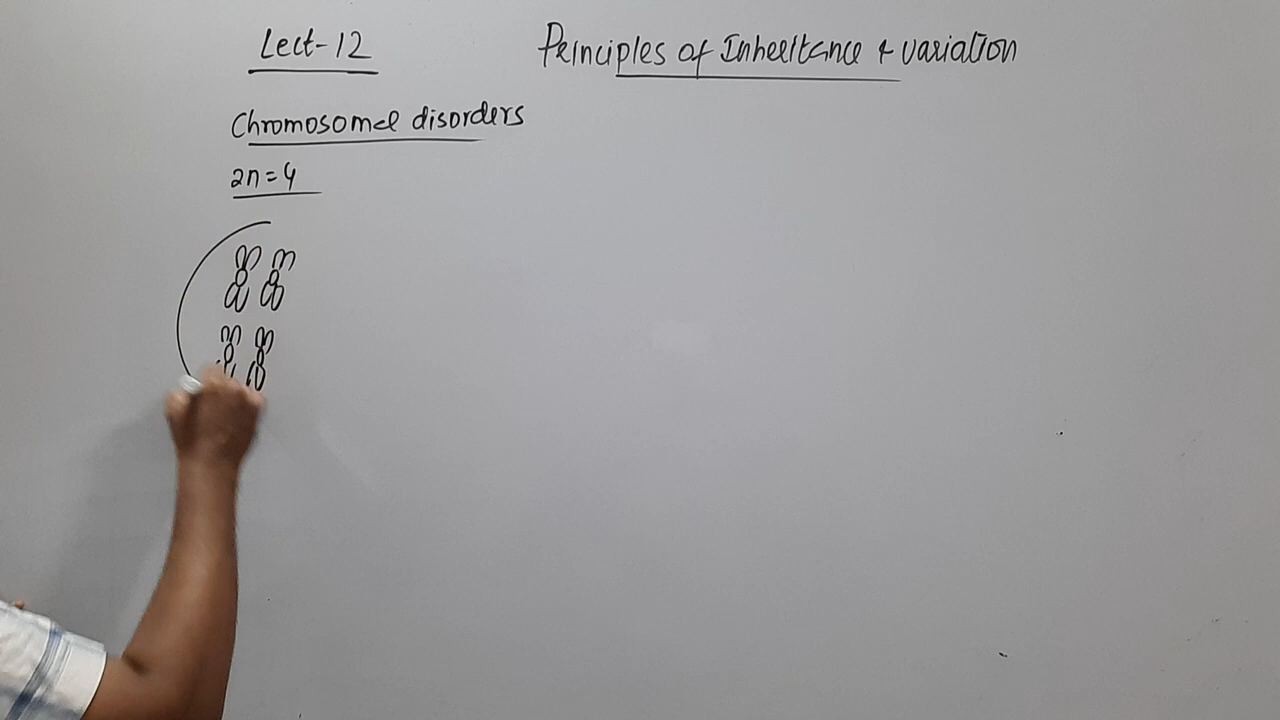 Lect-12
Principles of Inheritance & variation
Chromosomal disorders
2n = 4